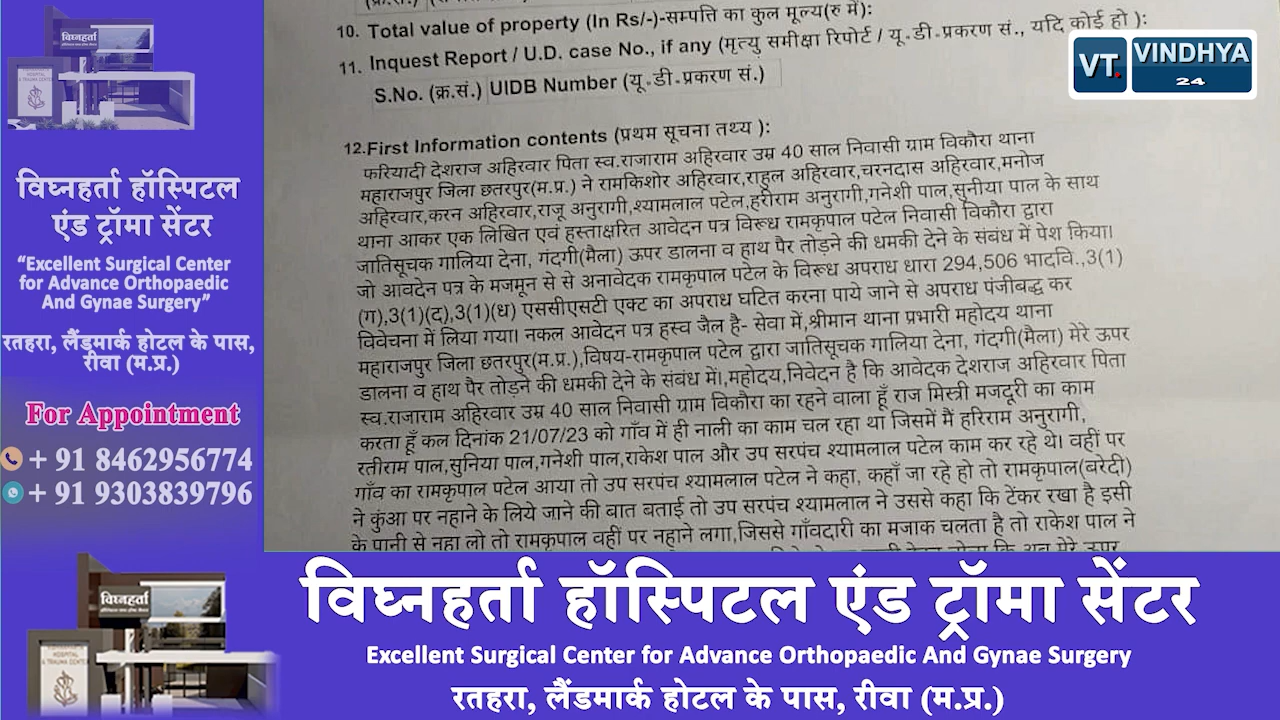 विघ्नहर्ता
विघ्नहर्ता हॉस्पिटल
एंड ट्रॉमा सेंटर
“Excellent Surgical Center
for Advance Orthopaedic
And Gynae Surgery”
रतहरा, लैंडमार्क होटल के पास,
रीवा (म.प्र.)
For Appointment
+ 91 8462956774
+ 91 9303839796
VT. VINDHYA
24
10. Total value of property (In Rs/-)-सम्पत्ति का कुल मूल्य(रु में):
11. Inquest Report / U.D. case No., if any (मृत्यु समीक्षा रिपोर्ट / यू॰डी॰प्रकरण सं., यदि कोई हो ):
S.No. (क्र.सं.) UIDB Number (यू॰डी॰प्रकरण सं.)
12.First Information contents (प्रथम सूचना तथ्य ):
फरियादी देशराज अहिरवार पिता स्व.राजाराम अहिरवार उम्र 40 साल निवासी ग्राम विकौरा थाना
महाराजपुर जिला छतरपुर(म.प्र.) ने रामकिशोर अहिरवार,राहुल अहिरवार,चरनदास अहिरवार,मनोज
अहिरवार,करन अहिरवार,राजू अनुरागी,श्यामलाल पटेल,हरीराम अनुरागी,गनेशी पाल,सुनीया पाल के साथ
थाना आकर एक लिखित एवं हस्ताक्षरित आवेदन पत्र विरूध रामकृपाल पटेल निवासी विकौरा द्वारा
जातिसूचक गालिया देना, गंदगी(मैला) ऊपर डालना व हाथ पैर तोड़ने की धमकी देने के संबंध में पेश किया।
जो आवदेन पत्र के मजमून से से अनावेदक रामकृपाल पटेल के विरूध अपराध धारा 294,506 भादवि.,3(1)
(ग),3(1)(द),3(1)(ध) एससीएसटी एक्ट का अपराध घटित करना पाये जाने से अपराध पंजीबद्ध कर
विवेचना में लिया गया। नकल आवेदन पत्र हस्व जैल है- सेवा में,श्रीमान थाना प्रभारी महोदय थाना
महाराजपुर जिला छतरपुर(म.प्र.),विषय-रामकृपाल पटेल द्वारा जातिसूचक गालिया देना, गंदगी(मैला) मेरे ऊपर
डालना व हाथ पैर तोड़ने की धमकी देने के संबंध में।,महोदय,निवेदन है कि आवेदक देशराज अहिरवार पिता
स्व.राजाराम अहिरवार उम्र 40 साल निवासी ग्राम विकौरा का रहने वाला हूँ राज मिस्त्री मजदूरी का काम
करता हूँ कल दिनांक 21/07/23 को गाँव में ही नाली का काम चल रहा था जिसमें मैं हरिराम अनुरागी,
रतीराम पाल,सुनिया पाल,गनेशी पाल,राकेश पाल और उप सरपंच श्यामलाल पटेल काम कर रहे थे। वहीं पर
गाँव का रामकृपाल पटेल आया तो उप सरपंच श्यामलाल पटेल ने कहा, कहाँ जा रहे हो तो रामकृपाल(बरेदी)
ने कुंआ पर नहाने के लिये जाने की बात बताई तो उप सरपंच श्यामलाल ने उससे कहा कि टेंकर रखा है इसी
के पानी से नहा लो तो रामकृपाल वहीं पर नहाने लगा,जिससे गाँवदारी का मजाक चलता है तो राकेश पाल ने
विघ्नहर्ता
विघ्नहर्ता हॉस्पिटल एंड ट्रॉमा सेंटर
Excellent Surgical Center for Advance Orthopaedic And Gynae Surgery
रतहरा, लैंडमार्क होटल के पास, रीवा (म.प्र.)